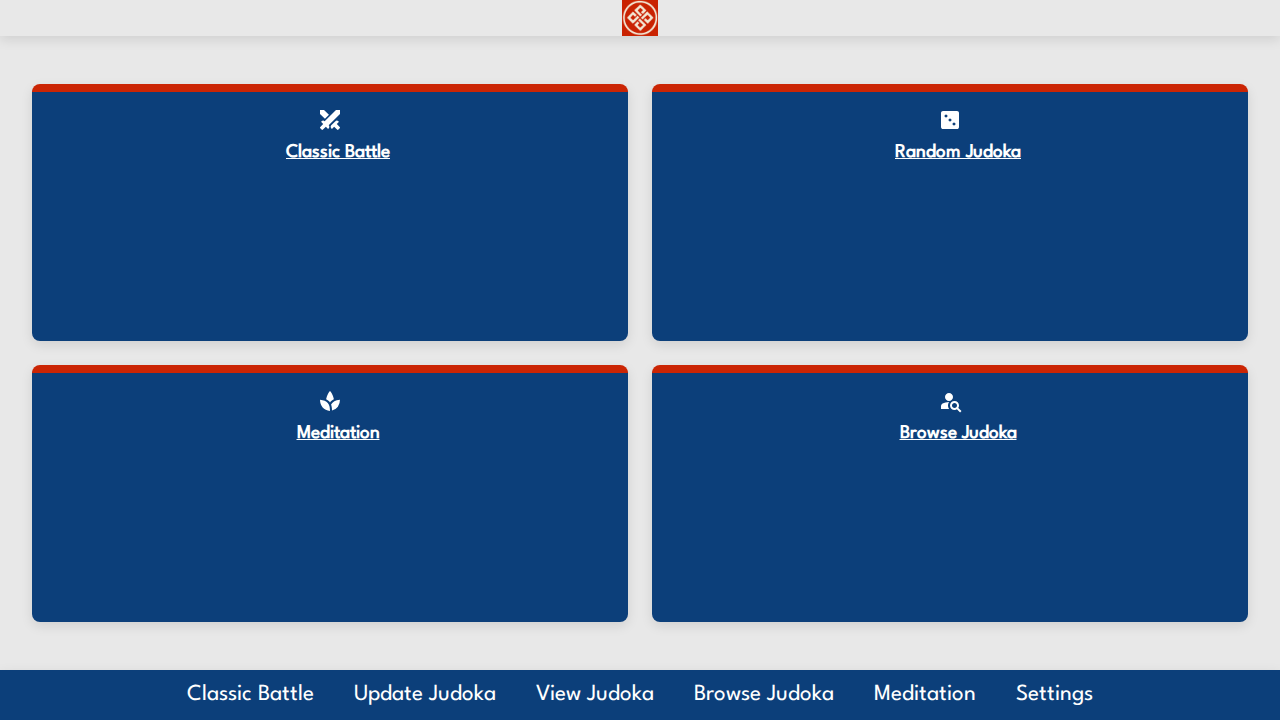 Classic Battle
Random Judoka
Meditation
Browse Judoka
Classic Battle Update Judoka View Judoka Browse Judoka Meditation Settings